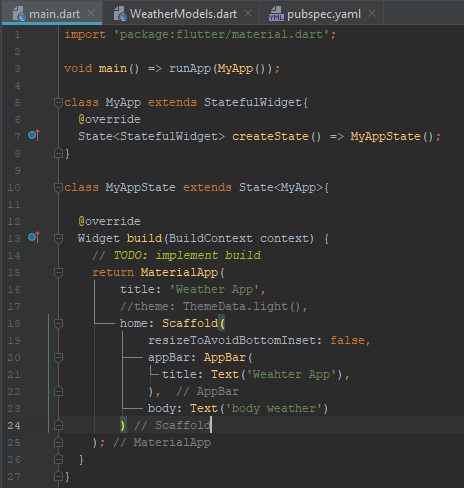 main.dart WeatherModels.dart pubspec.yaml
1 import 'package:flutter/material.dart';
2
3 void main() => runApp(MyApp());
4
5 class MyApp extends StatefulWidget{
6 @override
7 State<StatefulWidget> createState() => MyAppState();
8 }
9
10 class MyAppState extends State<MyApp>{
11
12 @override
13 Widget build(BuildContext context) {
14 // TODO: implement build
15 return MaterialApp(
16 title: 'Weather App',
17 //theme: ThemeData.light(),
18 home: Scaffold(
19 resizeToAvoidBottomInset: false,
20 appBar: AppBar(
21 title: Text('Weahter App'),
22 ), // AppBar
23 body: Text('body weather')
24 ) // Scaffold
25 ); // MaterialApp
26 }
27 }